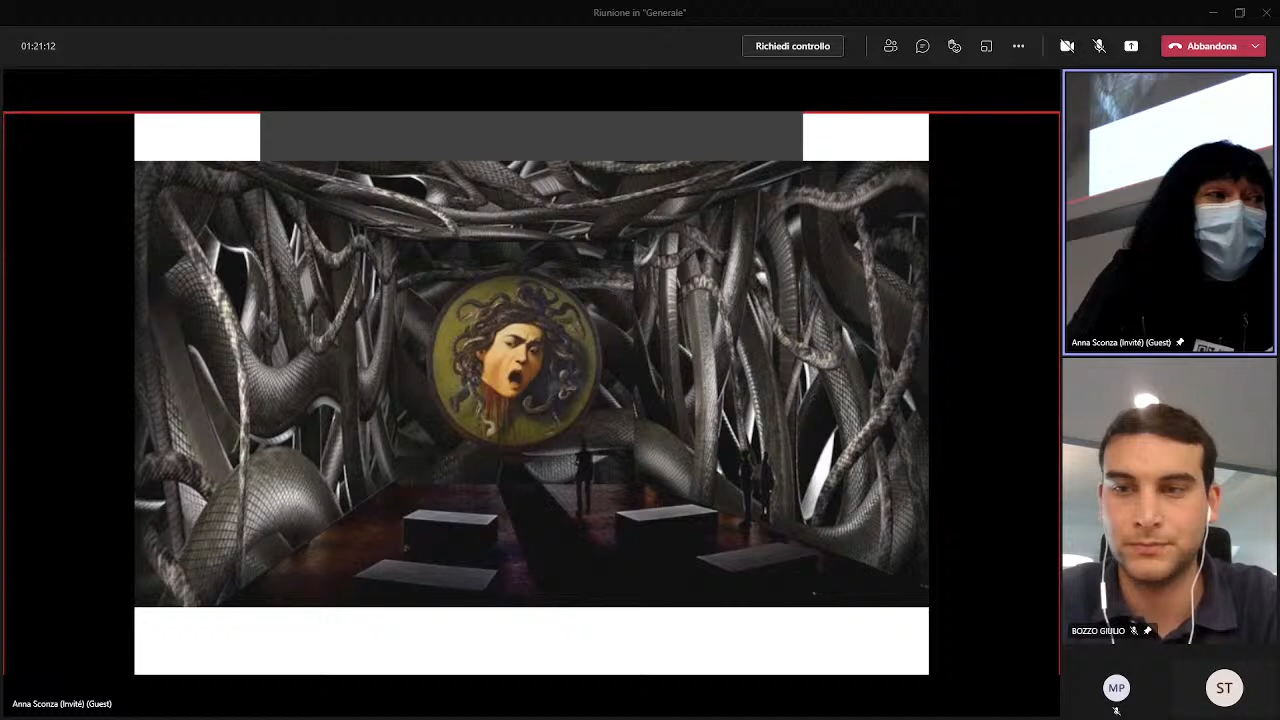 Riunione in "Generale"
01:21:12
Richiedi controllo
Abbandona
Anna Sconza (Invité) (Guest)
BOZZO GIULIO
MP
ST
Anna Sconza (Invité) (Guest)